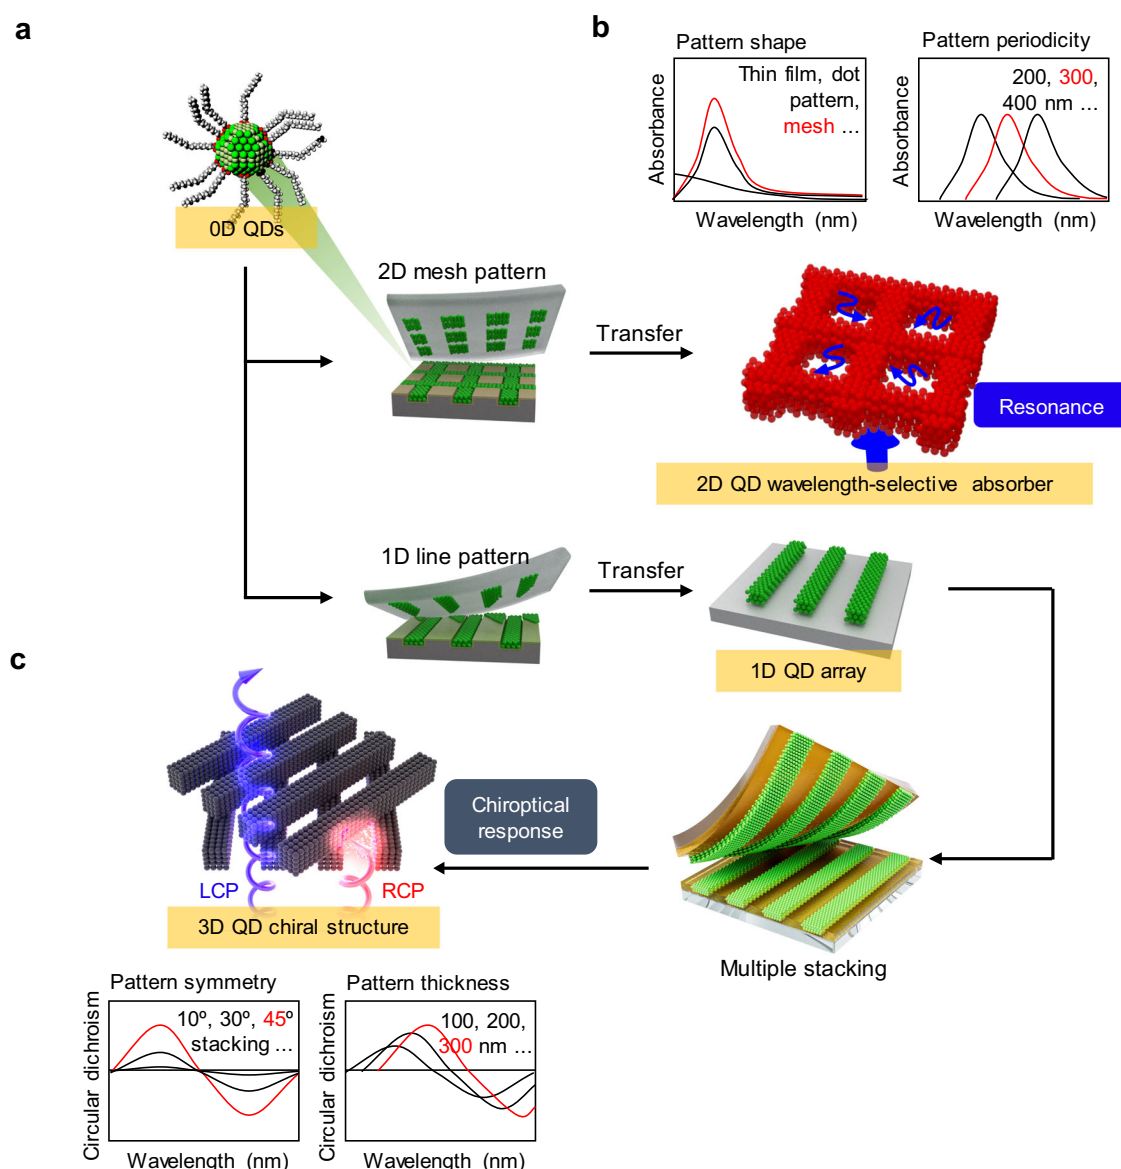 a
0D QDs
2D mesh pattern
Transfer
1D line pattern
Transfer
1D QD array
Multiple stacking
b
Pattern shape
Absorbance
Thin film, dot
pattern,
mesh ...
Wavelength (nm)
Pattern periodicity
Absorbance
200, 300,
400 nm ...
Wavelength (nm)
Resonance
2D QD wavelength-selective absorber
c
Chiroptical
response
LCP
RCP
3D QD chiral structure
Pattern symmetry
Circular dichroism
10º, 30º, 45º
stacking ...
Wavelength (nm)
Pattern thickness
Circular dichroism
100, 200,
300 nm ...
Wavelength (nm)